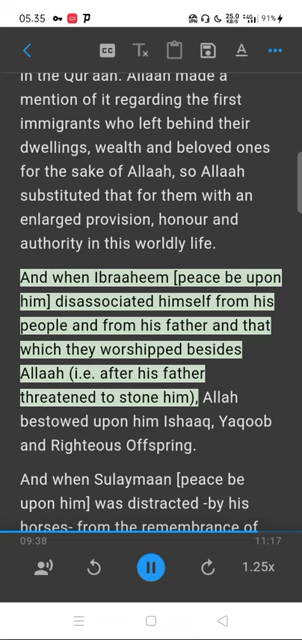 05.35
25.0
KB/S
91%
CC
in the Qur'aan. Allaah made a
mention of it regarding the first
immigrants who left behind their
dwellings, wealth and beloved ones
for the sake of Allaah, so Allaah
substituted that for them with an
enlarged provision, honour and
authority in this worldly life.
And when Ibraaheem [peace be upon
him] disassociated himself from his
people and from his father and that
which they worshipped besides
Allaah (i.e. after his father
threatened to stone him), Allah
bestowed upon him Ishaaq, Yaqoob
and Righteous Offspring.
And when Sulaymaan [peace be
upon him] was distracted -by his
horses- from the remembrance of
09:38
11:17
1.25x